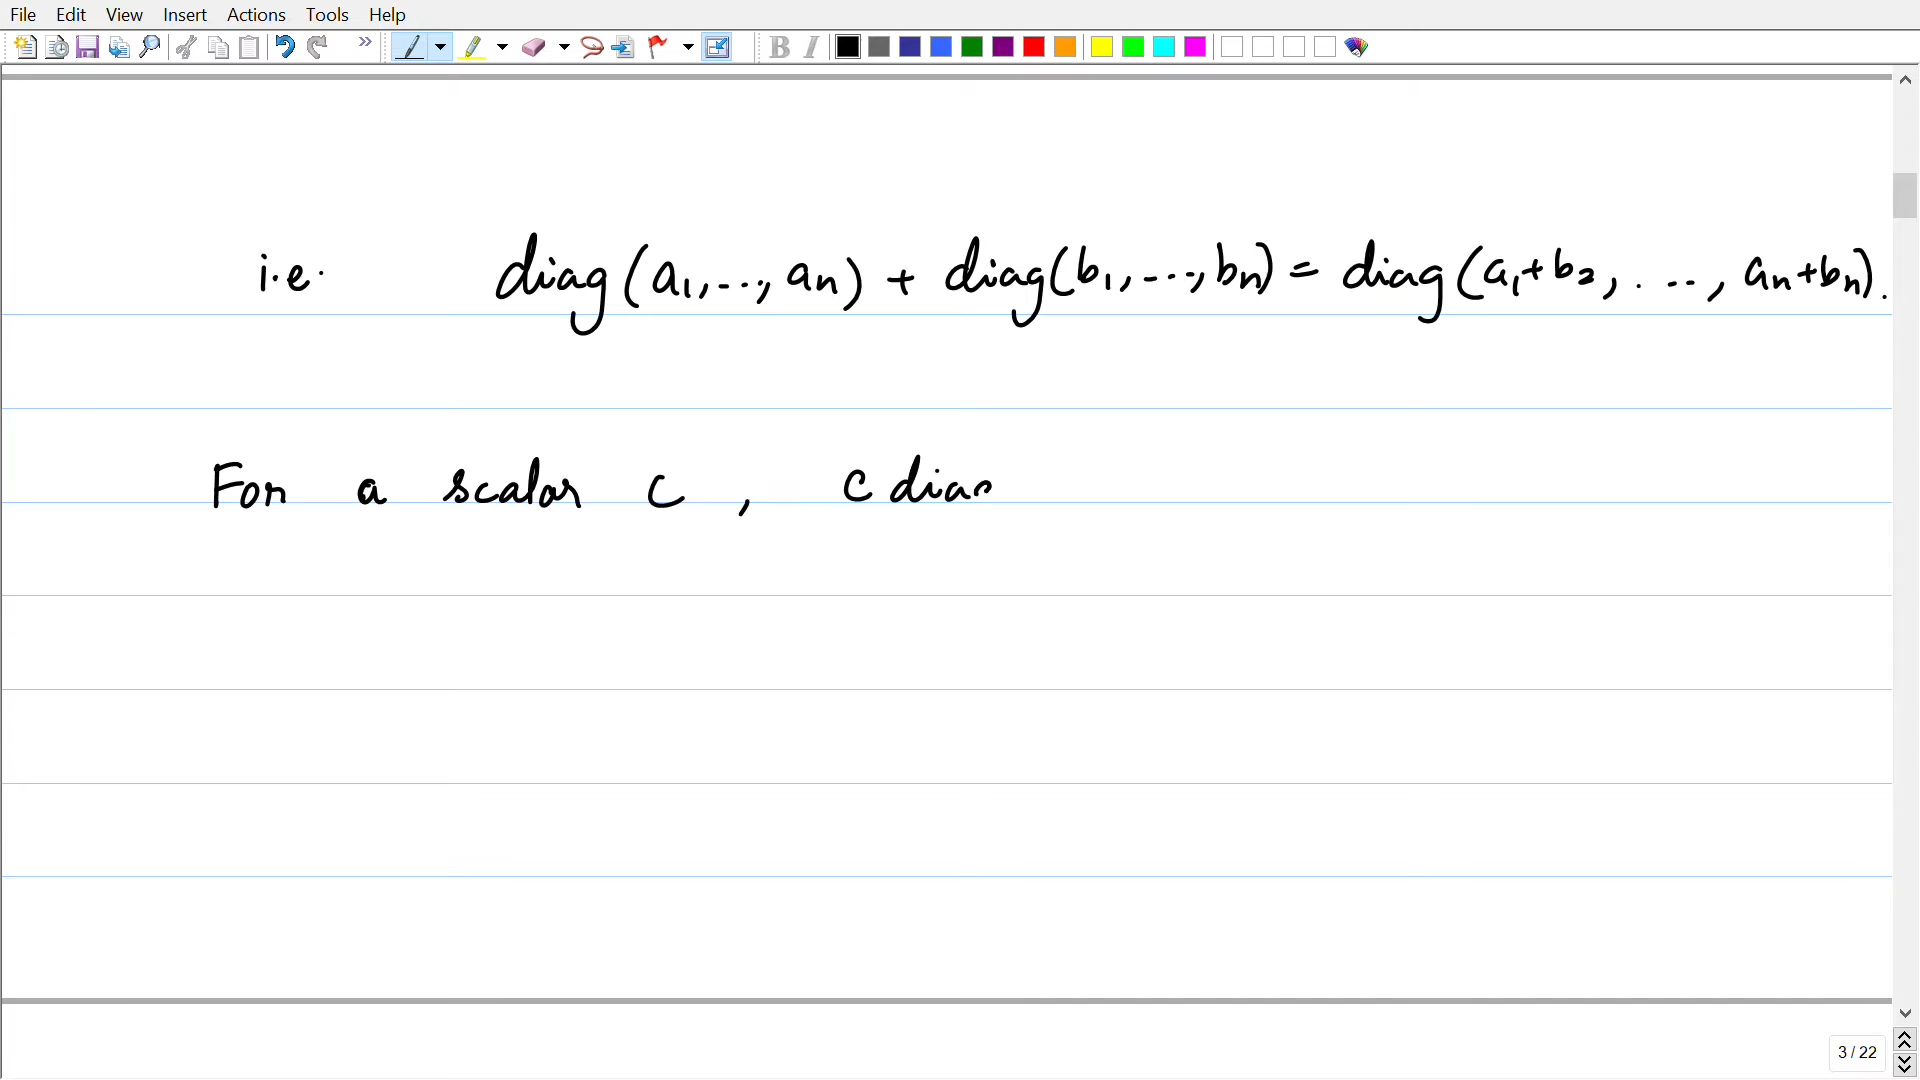 File Edit View Insert Actions Tools Help
B I
i.e. diag(a₁,...,aₙ) + diag(b₁,...,bₙ) = diag(a₁+b₂, ..., aₙ+bₙ).
For a scalar c, c diag
3 / 22